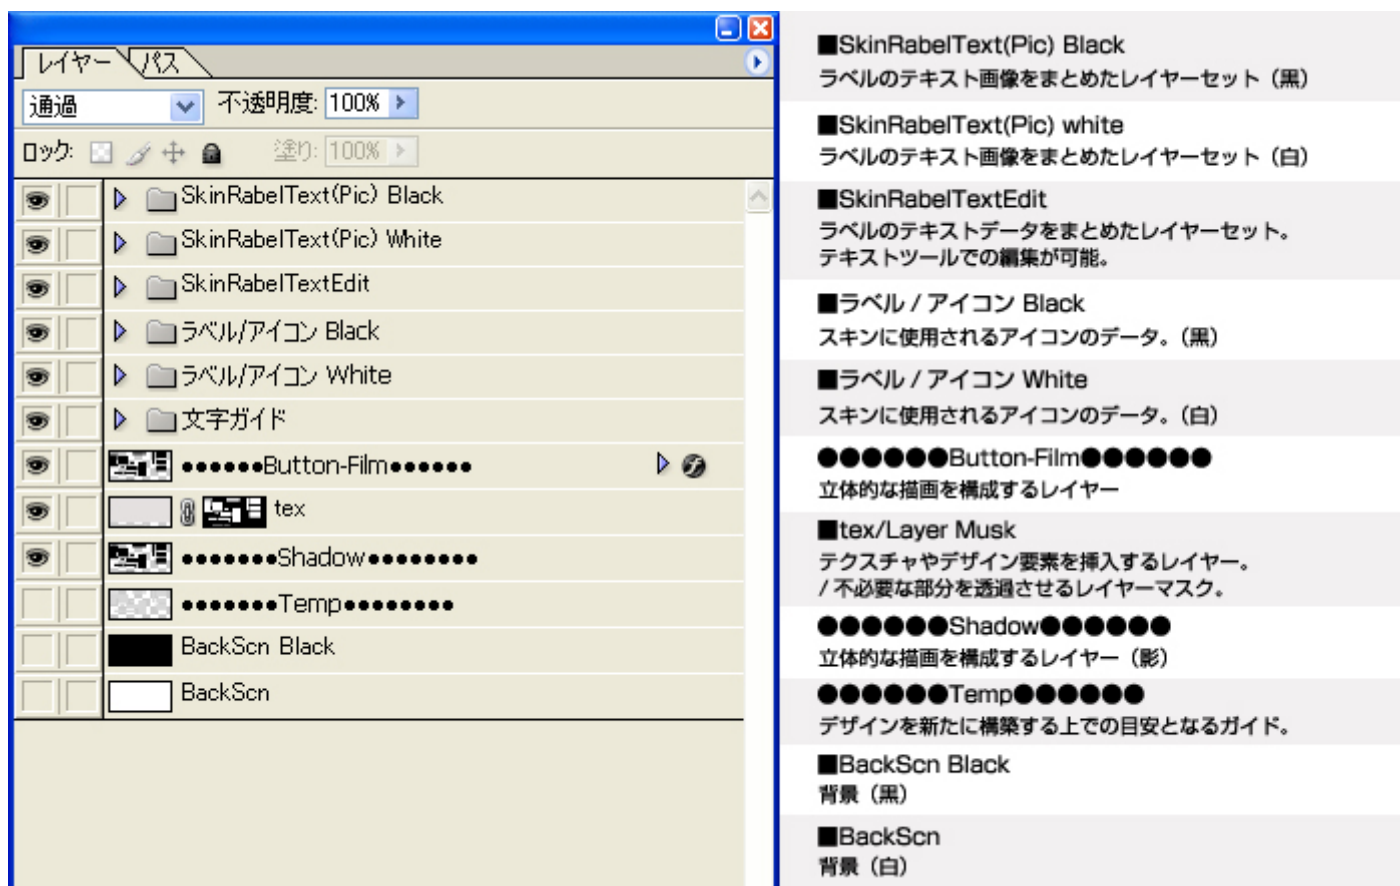 レイヤー パス
通過 不透明度: 100%
ロック: 塗り: 100%
SkinRabelText(Pic) Black
SkinRabelText(Pic) White
SkinRabelTextEdit
ラベル/アイコン Black
ラベル/アイコン White
文字ガイド
●●●●●●Button-Film●●●●●●
tex
●●●●●●●Shadow●●●●●●●●
●●●●●●●Temp●●●●●●●●
BackScn Black
BackScn
■SkinRabelText(Pic) Black
ラベルのテキスト画像をまとめたレイヤーセット（黒）
■SkinRabelText(Pic) white
ラベルのテキスト画像をまとめたレイヤーセット（白）
■SkinRabelTextEdit
ラベルのテキストデータをまとめたレイヤーセット。
テキストツールでの編集が可能。
■ラベル / アイコン Black
スキンに使用されるアイコンのデータ。（黒）
■ラベル / アイコン White
スキンに使用されるアイコンのデータ。（白）
●●●●●●Button-Film●●●●●●
立体的な描画を構成するレイヤー
■tex/Layer Musk
テクスチャやデザイン要素を挿入するレイヤー。
/ 不必要な部分を透過させるレイヤーマスク。
●●●●●●Shadow●●●●●●
立体的な描画を構成するレイヤー（影）
●●●●●●Temp●●●●●●
デザインを新たに構築する上での目安となるガイド。
■BackScn Black
背景（黒）
■BackScn
背景（白）